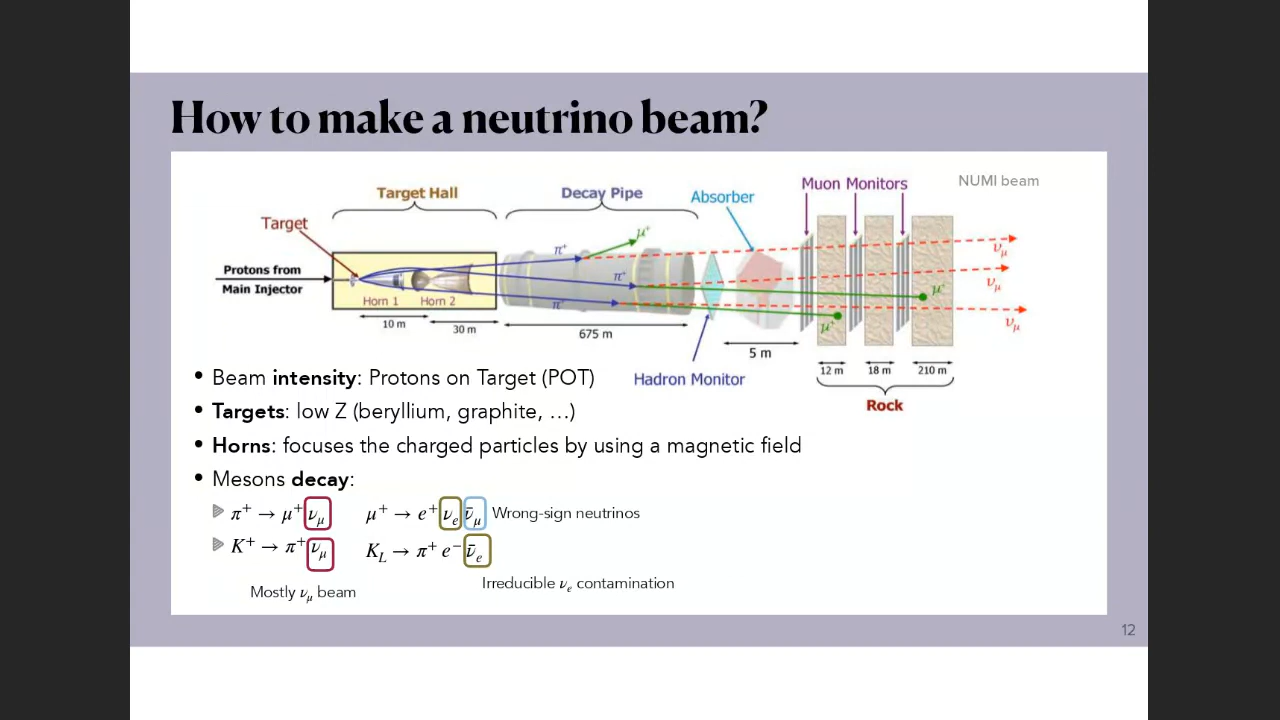 How to make a neutrino beam?
NUMI beam
Target Hall
Decay Pipe
Absorber
Muon Monitors
Target
Protons from
Main Injector
Horn 1
Horn 2
10 m
30 m
675 m
π⁺
π⁺
π⁺
μ⁺
μ⁺
μ⁺
ν_μ
ν_μ
ν_μ
5 m
12 m
18 m
210 m
Hadron Monitor
Rock
• Beam intensity: Protons on Target (POT)
• Targets: low Z (beryllium, graphite, …)
• Horns: focuses the charged particles by using a magnetic field
• Mesons decay:
π⁺ → μ⁺ ν_μ
μ⁺ → e⁺ ν_e ν̄_μ Wrong-sign neutrinos
K⁺ → π⁺ ν_μ
K_L → π⁺ e⁻ ν̄_e
Mostly ν_μ beam
Irreducible ν_e contamination
12